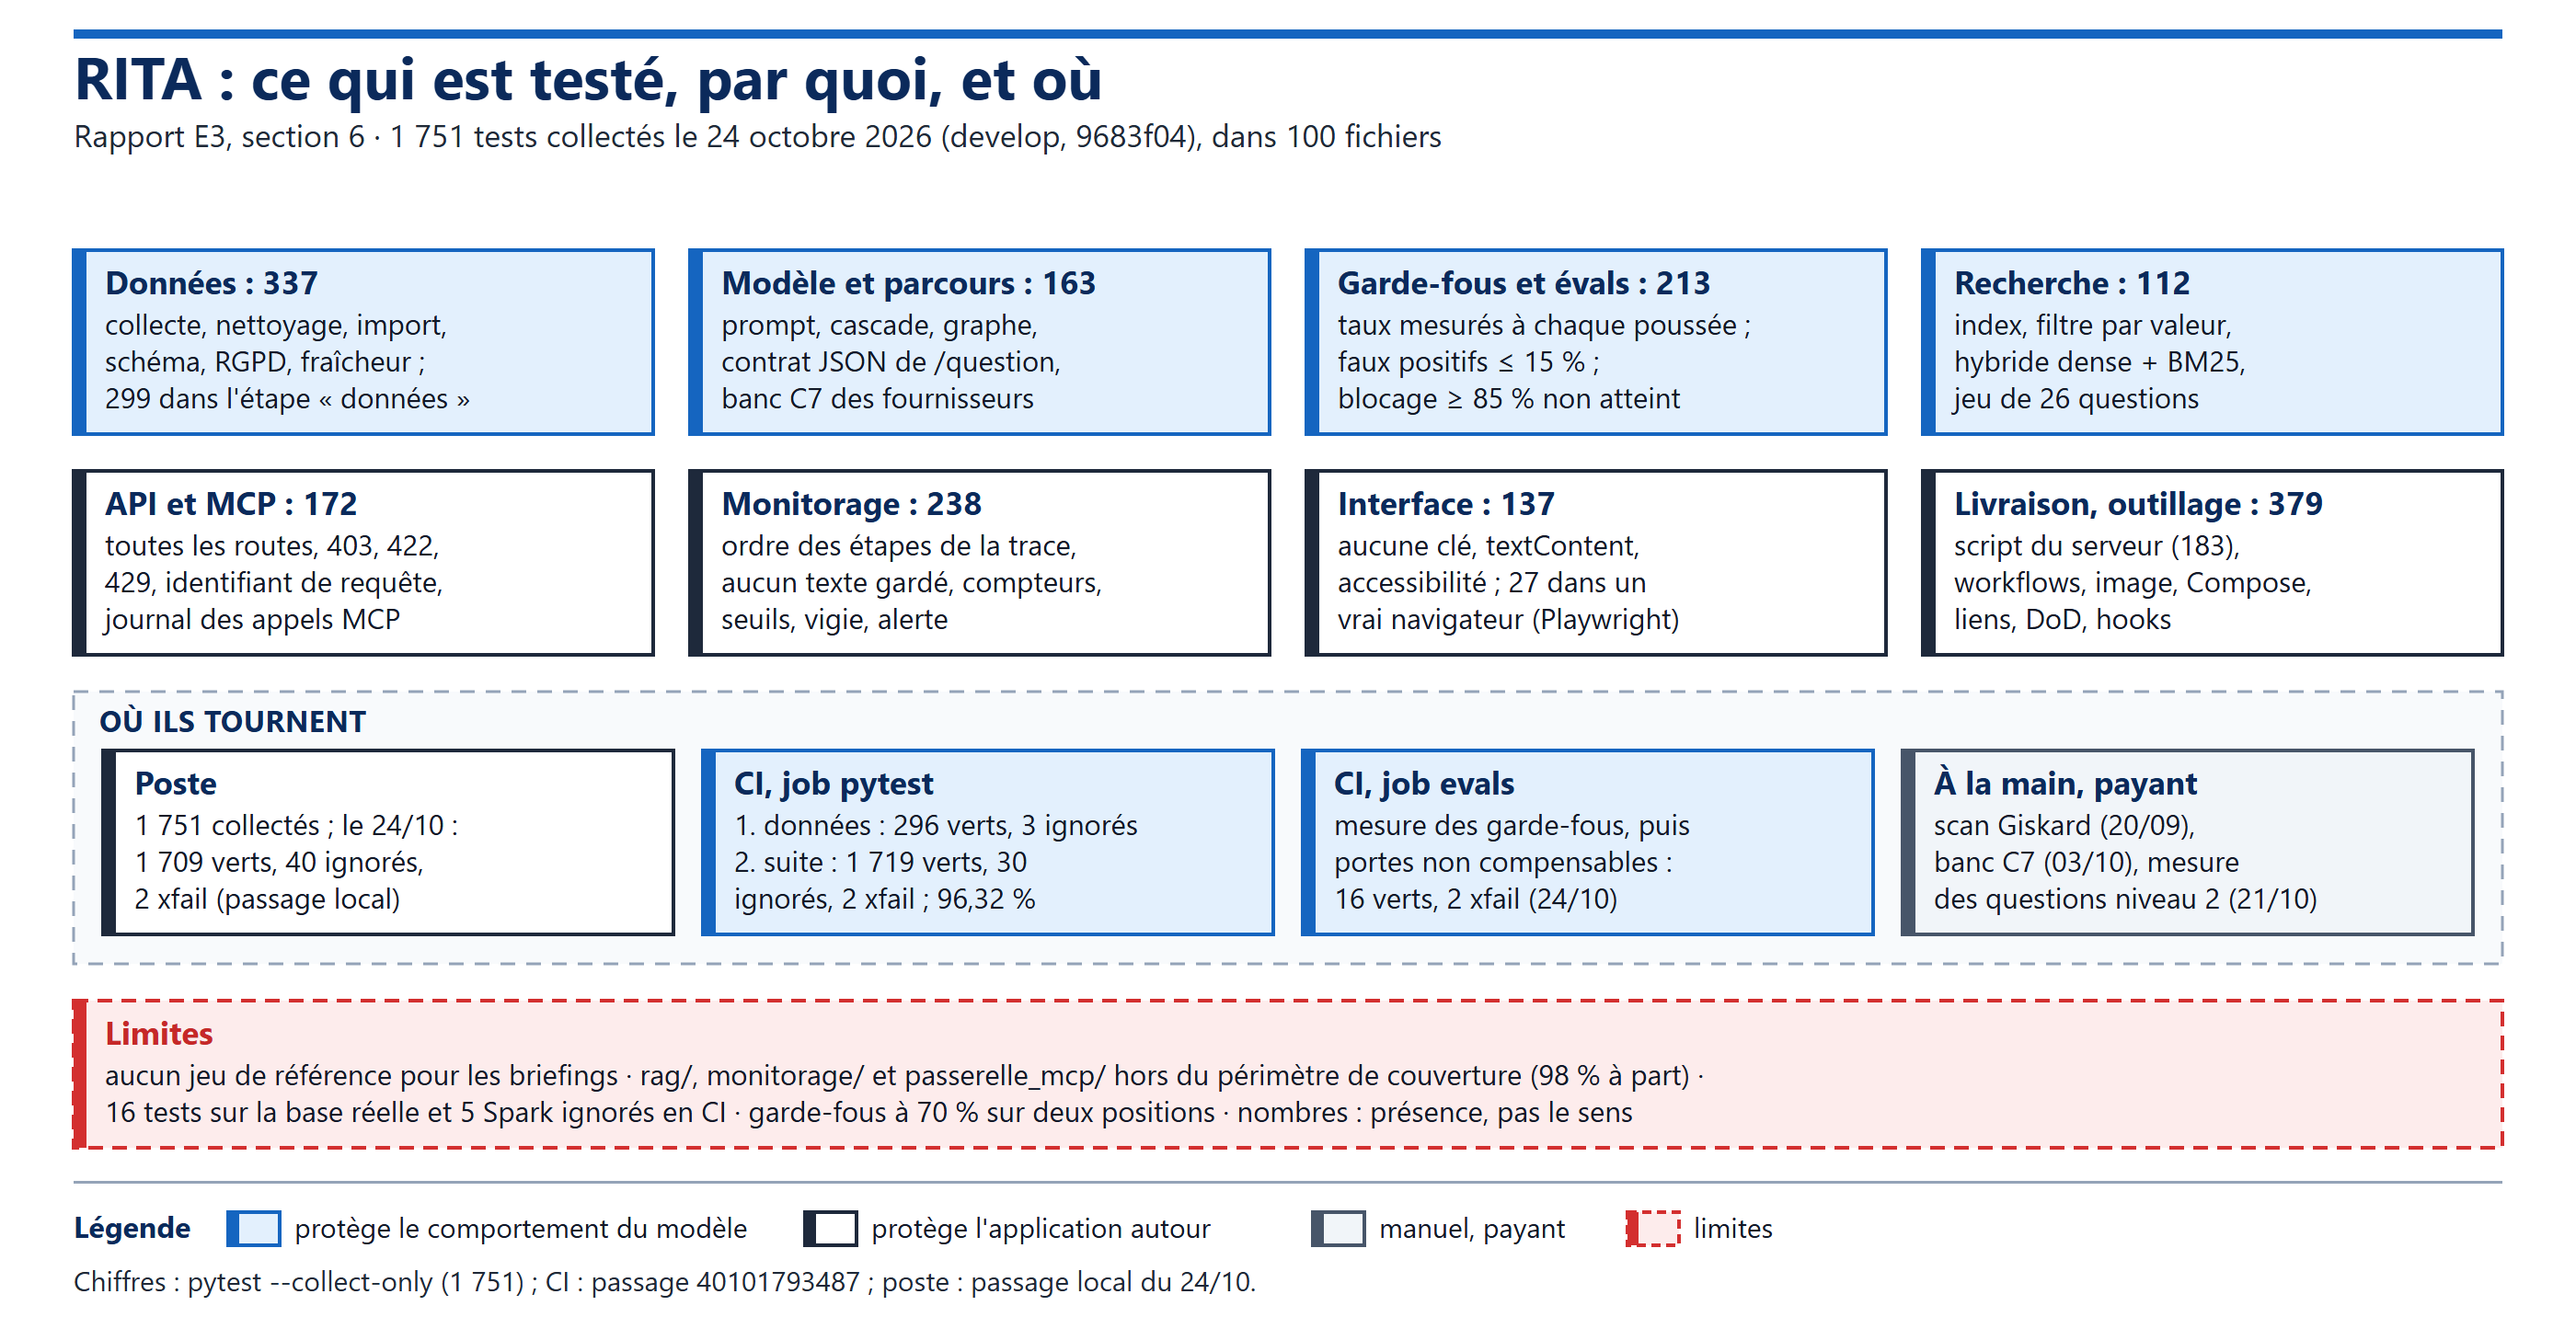 RITA : ce qui est testé, par quoi, et où
Rapport E3, section 6 · 1 751 tests collectés le 24 octobre 2026 (develop, 9683f04), dans 100 fichiers
Données : 337
collecte, nettoyage, import,
schéma, RGPD, fraîcheur ;
299 dans l'étape « données »
Modèle et parcours : 163
prompt, cascade, graphe,
contrat JSON de /question,
banc C7 des fournisseurs
Garde-fous et évals : 213
taux mesurés à chaque poussée ;
faux positifs ≤ 15 % ;
blocage ≥ 85 % non atteint
Recherche : 112
index, filtre par valeur,
hybride dense + BM25,
jeu de 26 questions
API et MCP : 172
toutes les routes, 403, 422,
429, identifiant de requête,
journal des appels MCP
Monitorage : 238
ordre des étapes de la trace,
aucun texte gardé, compteurs,
seuils, vigie, alerte
Interface : 137
aucune clé, textContent,
accessibilité ; 27 dans un
vrai navigateur (Playwright)
Livraison, outillage : 379
script du serveur (183),
workflows, image, Compose,
liens, DoD, hooks
OÙ ILS TOURNENT
Poste
1 751 collectés ; le 24/10 :
1 709 verts, 40 ignorés,
2 xfail (passage local)
CI, job pytest
1. données : 296 verts, 3 ignorés
2. suite : 1 719 verts, 30
ignorés, 2 xfail ; 96,32 %
CI, job evals
mesure des garde-fous, puis
portes non compensables :
16 verts, 2 xfail (24/10)
À la main, payant
scan Giskard (20/09),
banc C7 (03/10), mesure
des questions niveau 2 (21/10)
Limites
aucun jeu de référence pour les briefings · rag/, monitorage/ et passerelle_mcp/ hors du périmètre de couverture (98 % à part) ·
16 tests sur la base réelle et 5 Spark ignorés en CI · garde-fous à 70 % sur deux positions · nombres : présence, pas le sens
Légende
protège le comportement du modèle
protège l'application autour
manuel, payant
limites
Chiffres : pytest --collect-only (1 751) ; CI : passage 40101793487 ; poste : passage local du 24/10.